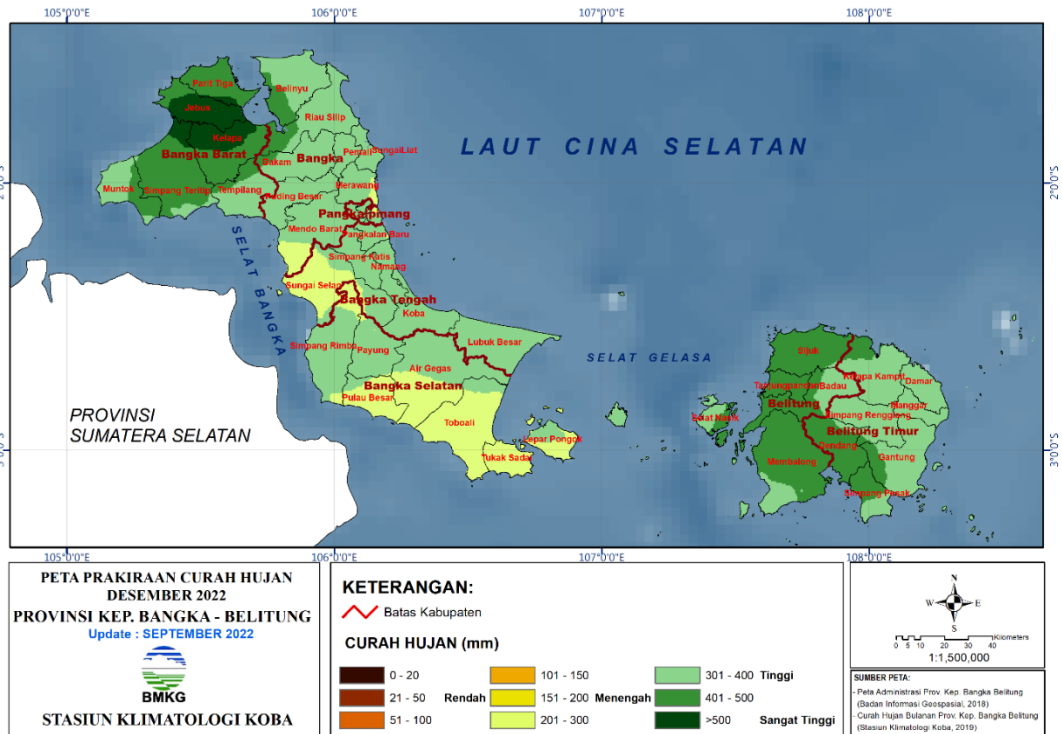 105°0'0"E
106°0'0"E
107°0'0"E
108°0'0"E
2°0'0"S
3°0'0"S
2°0'0"S
3°0'0"S
LAUT CINA SELATAN
SELAT BANGKA
SELAT GELASA
PROVINSI
SUMATERA SELATAN
Parit Tiga
Jebus
Kelapa
Bangka Barat
Muntok
Simpang Teritip
Tempilang
Belinyu
Riau Silip
Bakam
Bangka
Pemali
SungaiLiat
Merawang
Puding Besar
Pangkalpinang
Mendo Barat
Pangkalan Baru
Simpang Katis
Namang
Sungai Selan
Bangka Tengah
Koba
Lubuk Besar
Simpang Rimba
Payung
Air Gegas
Bangka Selatan
Pulau Besar
Toboali
Tukak Sadai
Lepar Pongok
Selat Nasik
Sijuk
Tanjungpandan
Badau
Belitung
Membalong
Kelapa Kampit
Damar
Manggar
Simpang Renggiang
Belitung Timur
Dendang
Gantung
Simpang Pesak
105°0'0"E
106°0'0"E
107°0'0"E
108°0'0"E
PETA PRAKIRAAN CURAH HUJAN
DESEMBER 2022
PROVINSI KEP. BANGKA - BELITUNG
Update : SEPTEMBER 2022
BMKG
STASIUN KLIMATOLOGI KOBA
KETERANGAN:
Batas Kabupaten
CURAH HUJAN (mm)
0 - 20
21 - 50
51 - 100
Rendah
101 - 150
151 - 200
201 - 300
Menengah
301 - 400
401 - 500
>500
Tinggi
Sangat Tinggi
N
W
E
S
0 5 10 20 30 40
Kilometers
1:1,500,000
SUMBER PETA:
- Peta Administrasi Prov. Kep. Bangka Belitung
(Badan Informasi Geospasial, 2018)
- Curah Hujan Bulanan Prov. Kep. Bangka Belitung
(Stasiun Klimatologi Koba, 2019)